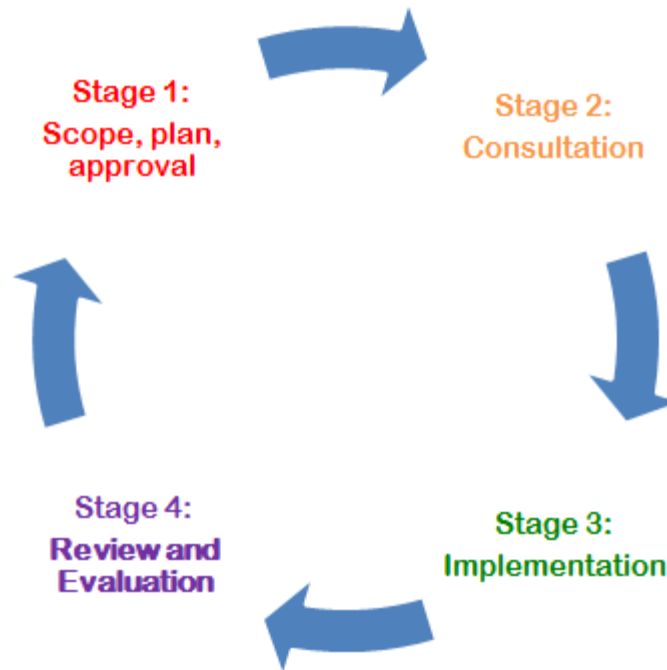 Stage 1:
Scope, plan,
approval
Stage 2:
Consultation
Stage 3:
Implementation
Stage 4:
Review and
Evaluation